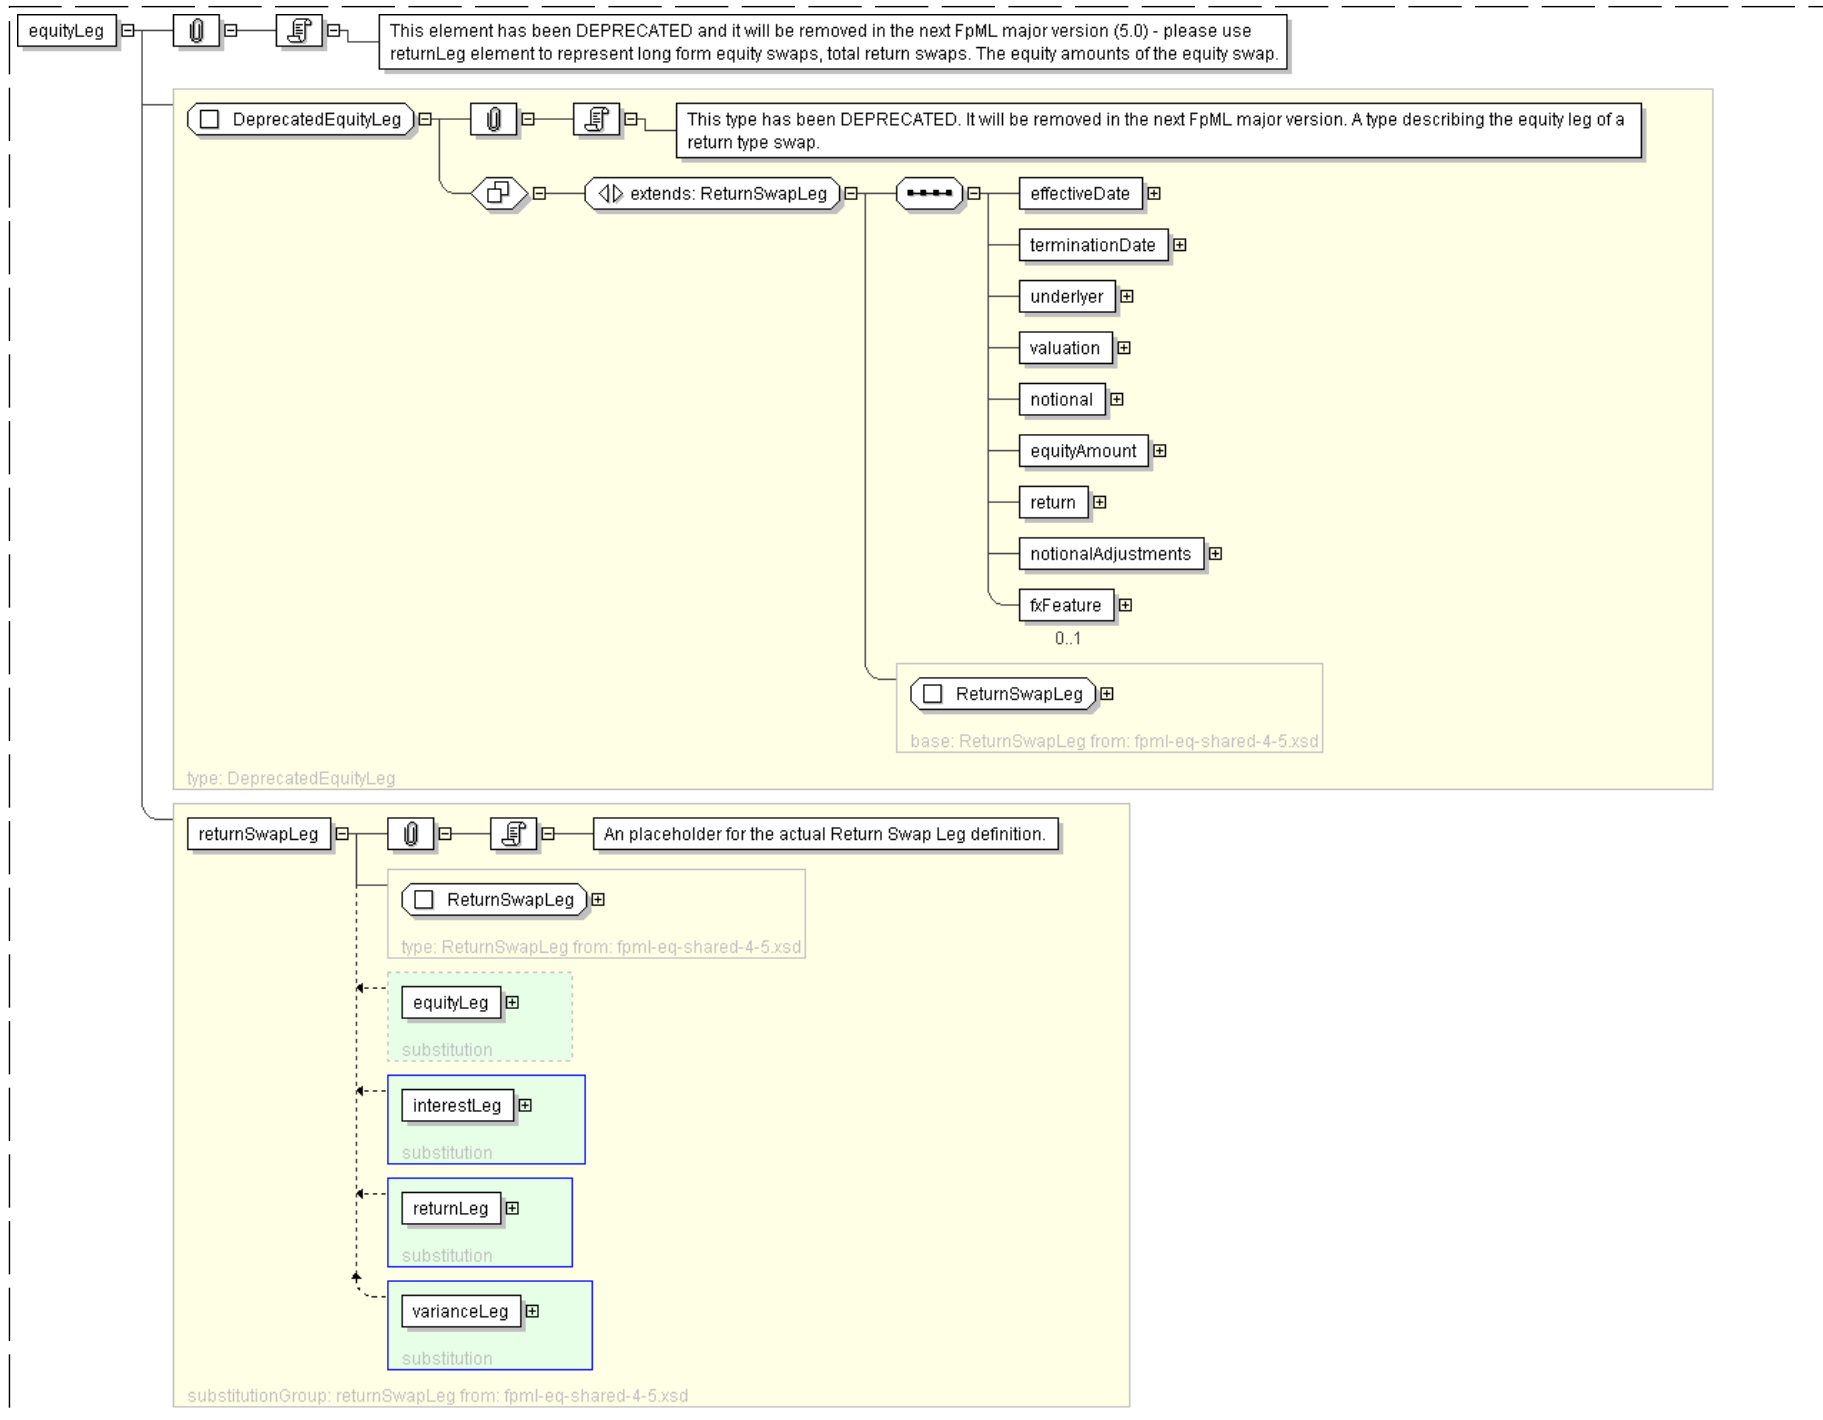 equityLeg
This element has been DEPRECATED and it will be removed in the next FpML major version (5.0) - please use
returnLeg element to represent long form equity swaps, total return swaps. The equity amounts of the equity swap.
DeprecatedEquityLeg
This type has been DEPRECATED. It will be removed in the next FpML major version. A type describing the equity leg of a
return type swap.
extends: ReturnSwapLeg
effectiveDate
terminationDate
underlyer
valuation
notional
equityAmount
return
notionalAdjustments
fxFeature
0..1
ReturnSwapLeg
base: ReturnSwapLeg from: fpml-eq-shared-4-5.xsd
type: DeprecatedEquityLeg
returnSwapLeg
An placeholder for the actual Return Swap Leg definition.
ReturnSwapLeg
type: ReturnSwapLeg from: fpml-eq-shared-4-5.xsd
equityLeg
substitution
interestLeg
substitution
returnLeg
substitution
varianceLeg
substitution
substitutionGroup: returnSwapLeg from: fpml-eq-shared-4-5.xsd